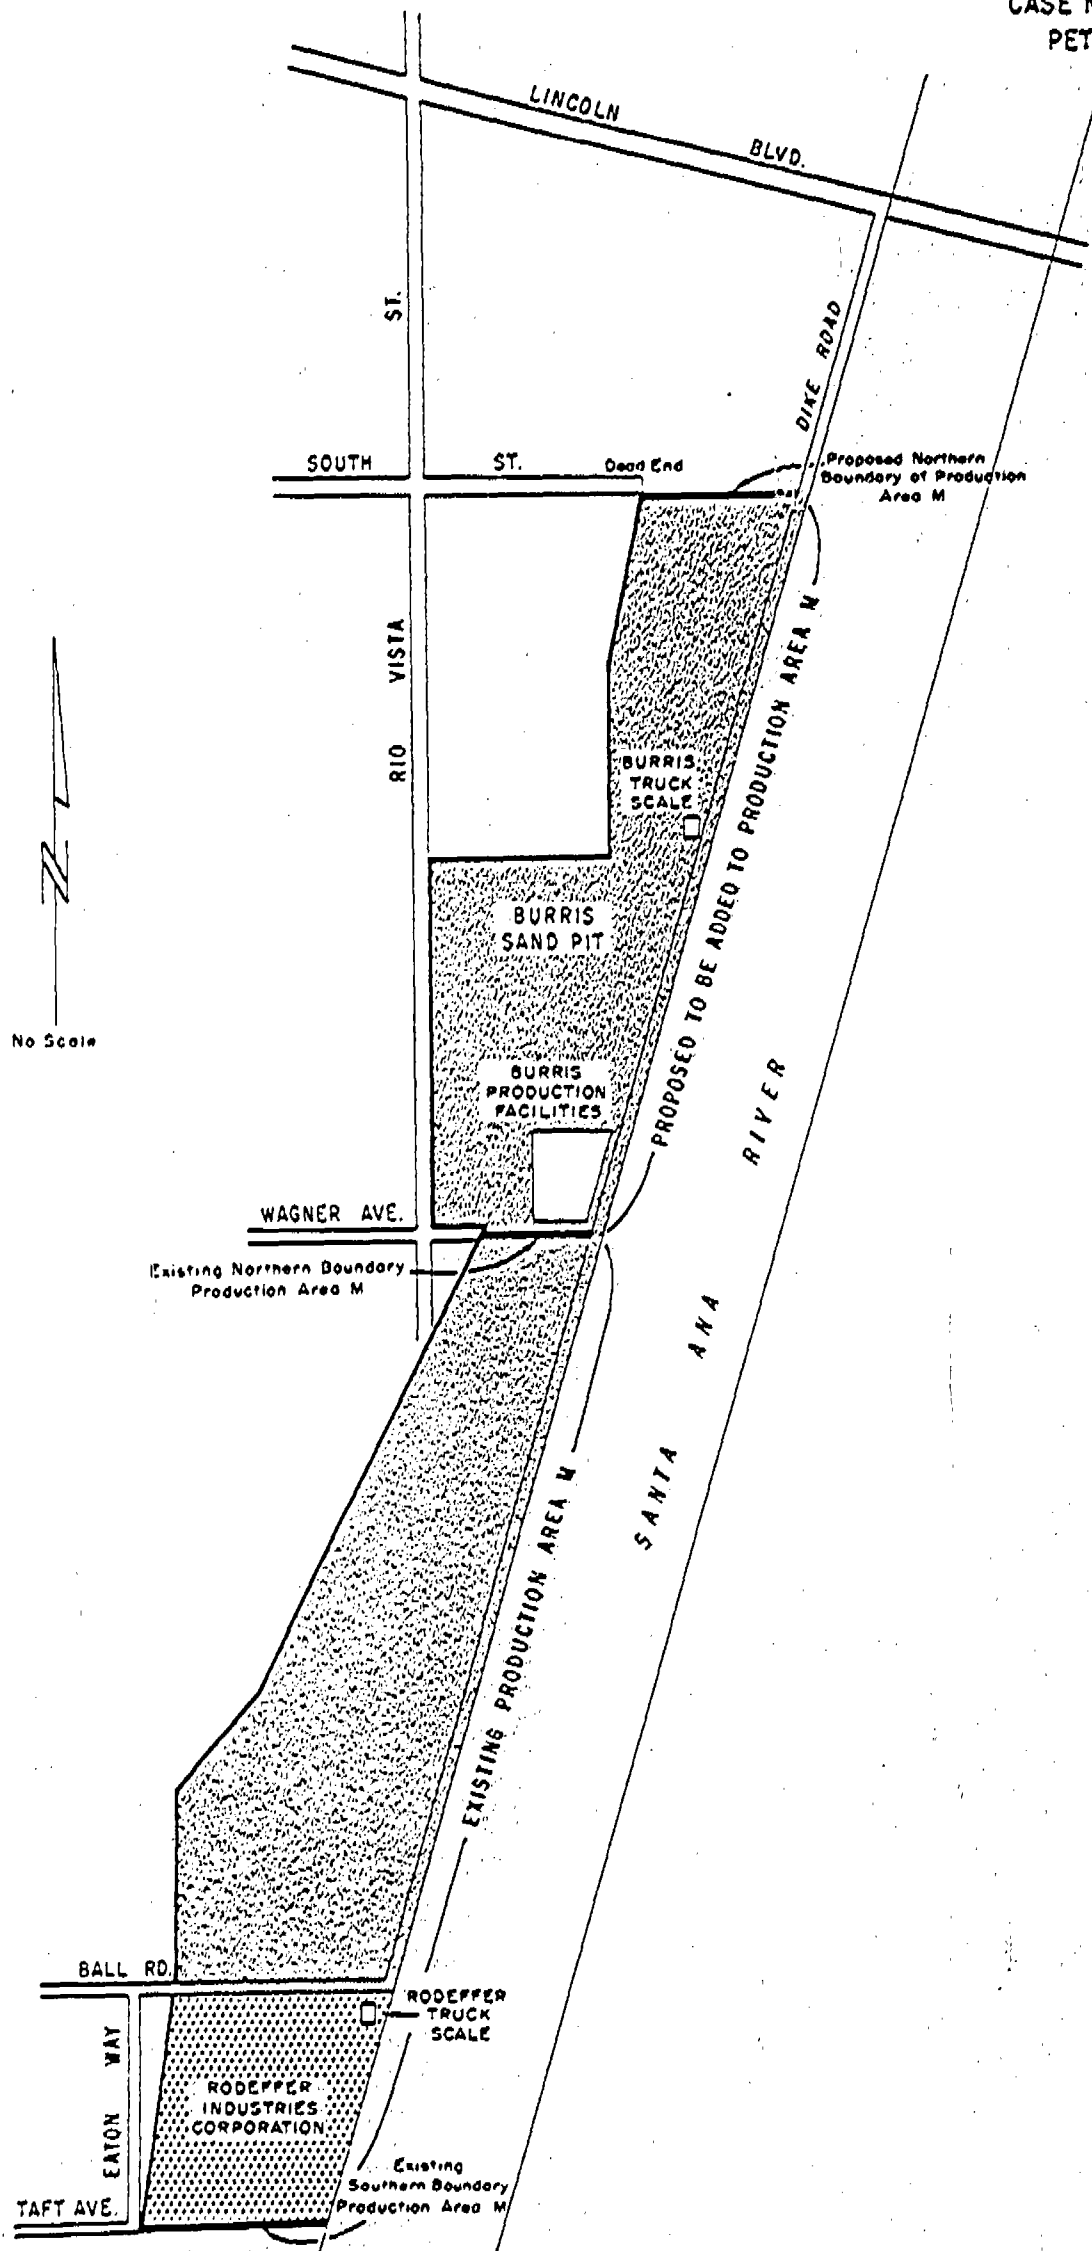 CASE
PET
LINCOLN BLVD.
ST.
DIKE ROAD
SOUTH ST.
Dead End
Proposed Northern
Boundary of Production
Area M
RIO VISTA
BURRIS
TRUCK
SCALE
PROPOSED TO BE ADDED TO PRODUCTION AREA M
BURRIS
SAND PIT
N
No Scale
BURRIS
PRODUCTION
FACILITIES
RIVER
WAGNER AVE.
Existing Northern Boundary
Production Area M
ANA
SANTA
EXISTING PRODUCTION AREA M
BALL RD.
RODEFFER
TRUCK
SCALE
EATON WAY
RODEFFER
INDUSTRIES
CORPORATION
Existing
Southern Boundary
Production Area M
TAFT AVE.